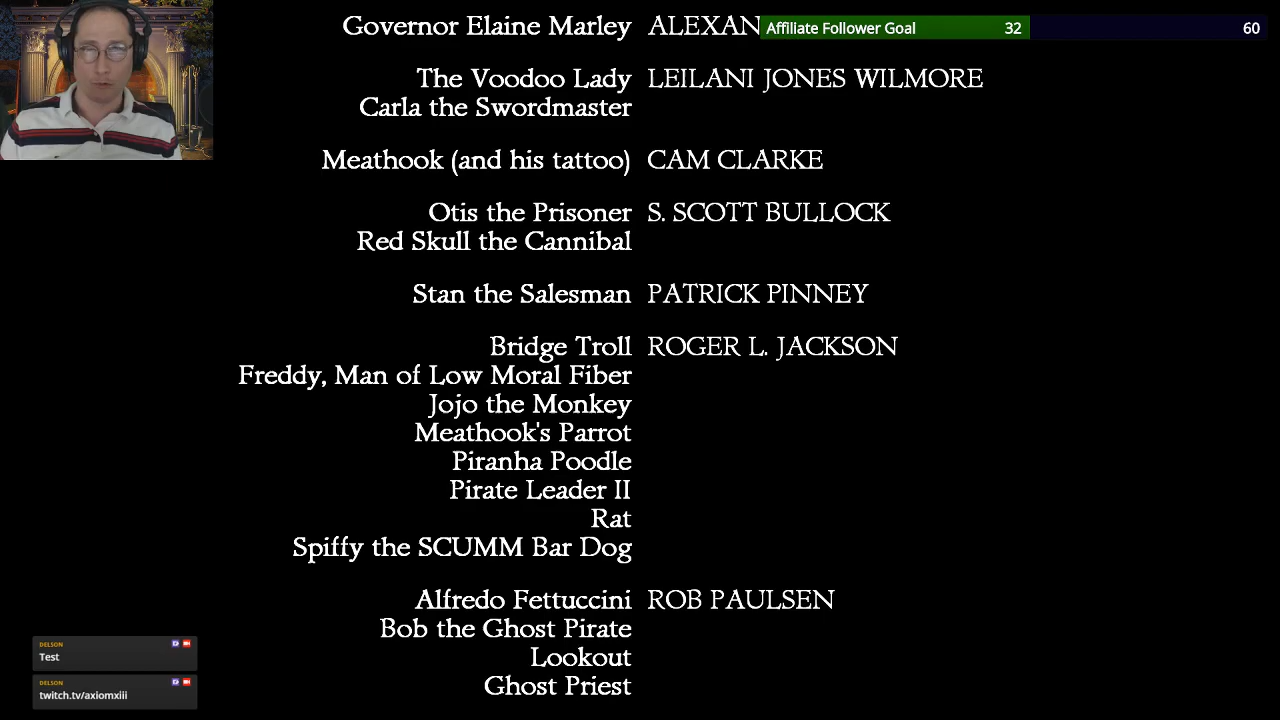 Governor Elaine Marley ALEXAN
Affiliate Follower Goal 32 60
The Voodoo Lady LEILANI JONES WILMORE
Carla the Swordmaster
Meathook (and his tattoo) CAM CLARKE
Otis the Prisoner S. SCOTT BULLOCK
Red Skull the Cannibal
Stan the Salesman PATRICK PINNEY
Bridge Troll ROGER L. JACKSON
Freddy, Man of Low Moral Fiber
Jojo the Monkey
Meathook's Parrot
Piranha Poodle
Pirate Leader II
Rat
Spiffy the SCUMM Bar Dog
Alfredo Fettuccini ROB PAULSEN
Bob the Ghost Pirate
Lookout
Ghost Priest
DELSON
Test
DELSON
twitch.tv/axiomxiii